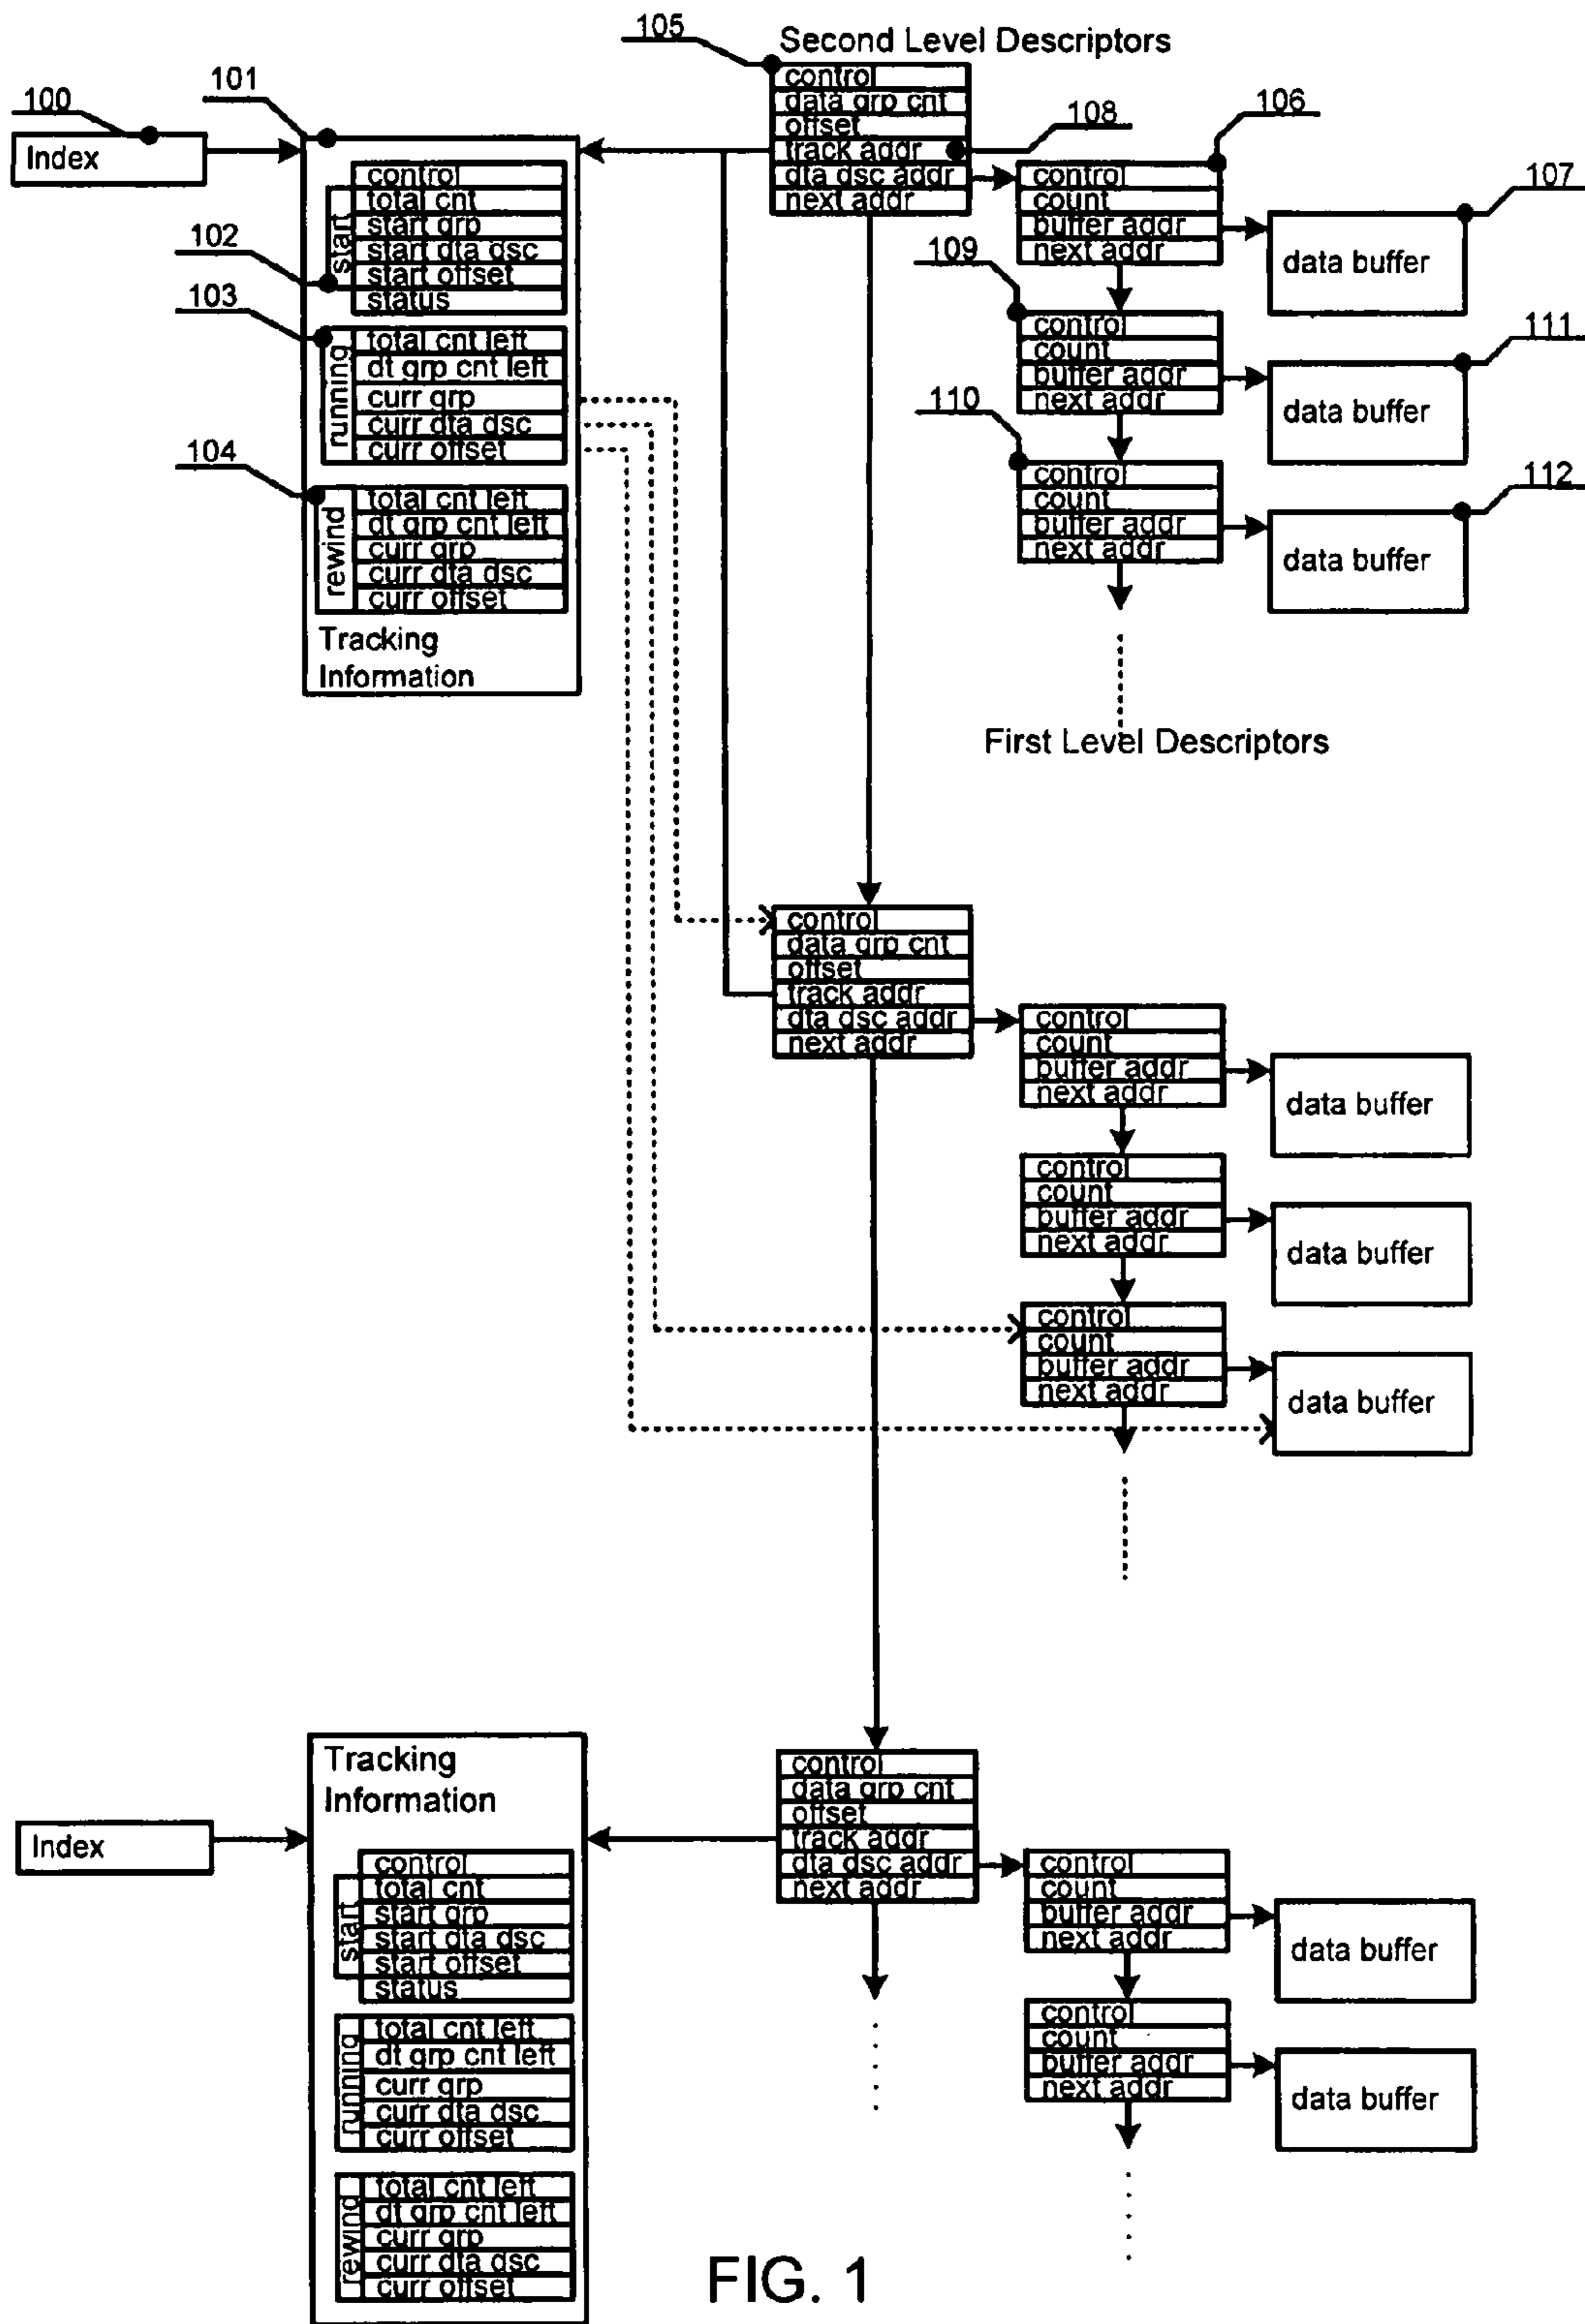 105
Second Level Descriptors
101
100
Index
control
data grp cnt
offset
track addr
dta dsc addr
next addr
108
106
107
control
total cnt
start grp
start dta dsc
start offset
status
start
102
103
control
count
buffer addr
next addr
data buffer
109
111
total cnt left
dt grp cnt left
curr grp
curr dta dsc
curr offset
running
control
count
buffer addr
next addr
data buffer
110
104
112
total cnt left
dt grp cnt left
curr grp
curr dta dsc
curr offset
rewind
control
count
buffer addr
next addr
data buffer
Tracking
Information
First Level Descriptors
control
data grp cnt
offset
track addr
dta dsc addr
next addr
control
count
buffer addr
next addr
data buffer
control
count
buffer addr
next addr
data buffer
control
count
buffer addr
next addr
data buffer
Tracking
Information
Index
control
data grp cnt
offset
track addr
dta dsc addr
next addr
control
total cnt
start grp
start dta dsc
start offset
status
start
control
count
buffer addr
next addr
data buffer
total cnt left
dt grp cnt left
curr grp
curr dta dsc
curr offset
running
control
count
buffer addr
next addr
data buffer
total cnt left
dt grp cnt left
curr grp
curr dta dsc
curr offset
rewind
FIG. 1